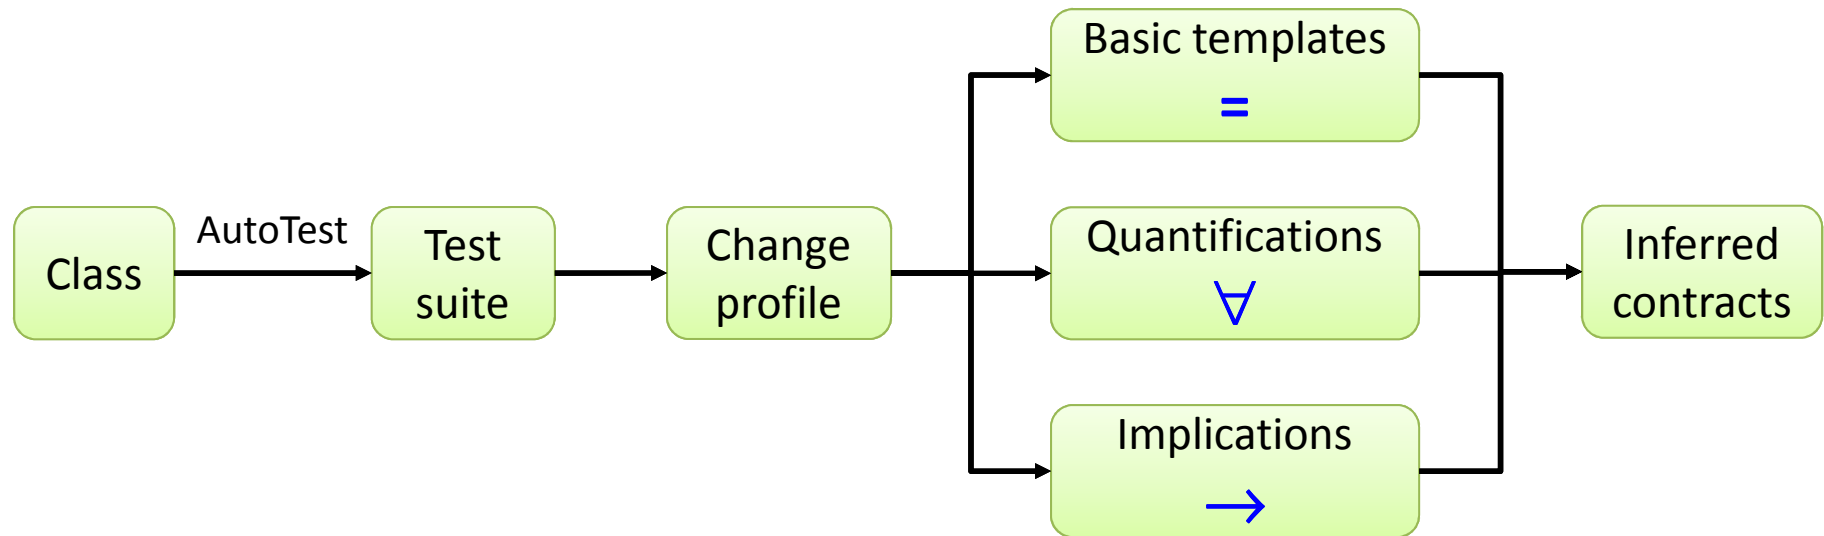 Class
AutoTest
Test
suite
Change
profile
Basic templates
=
Quantifications
∀
Implications
→
Inferred
contracts